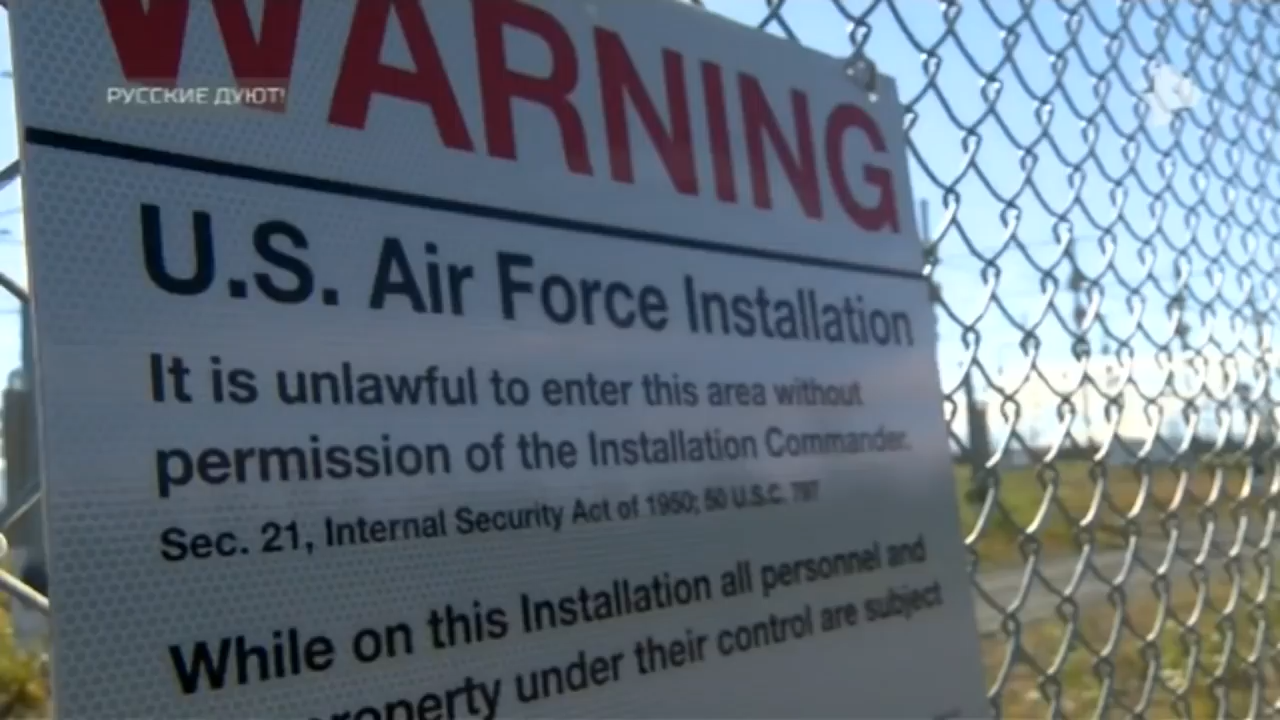 WARNING
РУССКИЕ ДУЮТ!
U.S. Air Force Installation
It is unlawful to enter this area without
permission of the Installation Commander.
Sec. 21, Internal Security Act of 1950; 50 U.S.C. 797
While on this Installation all personnel and
property under their control are subject